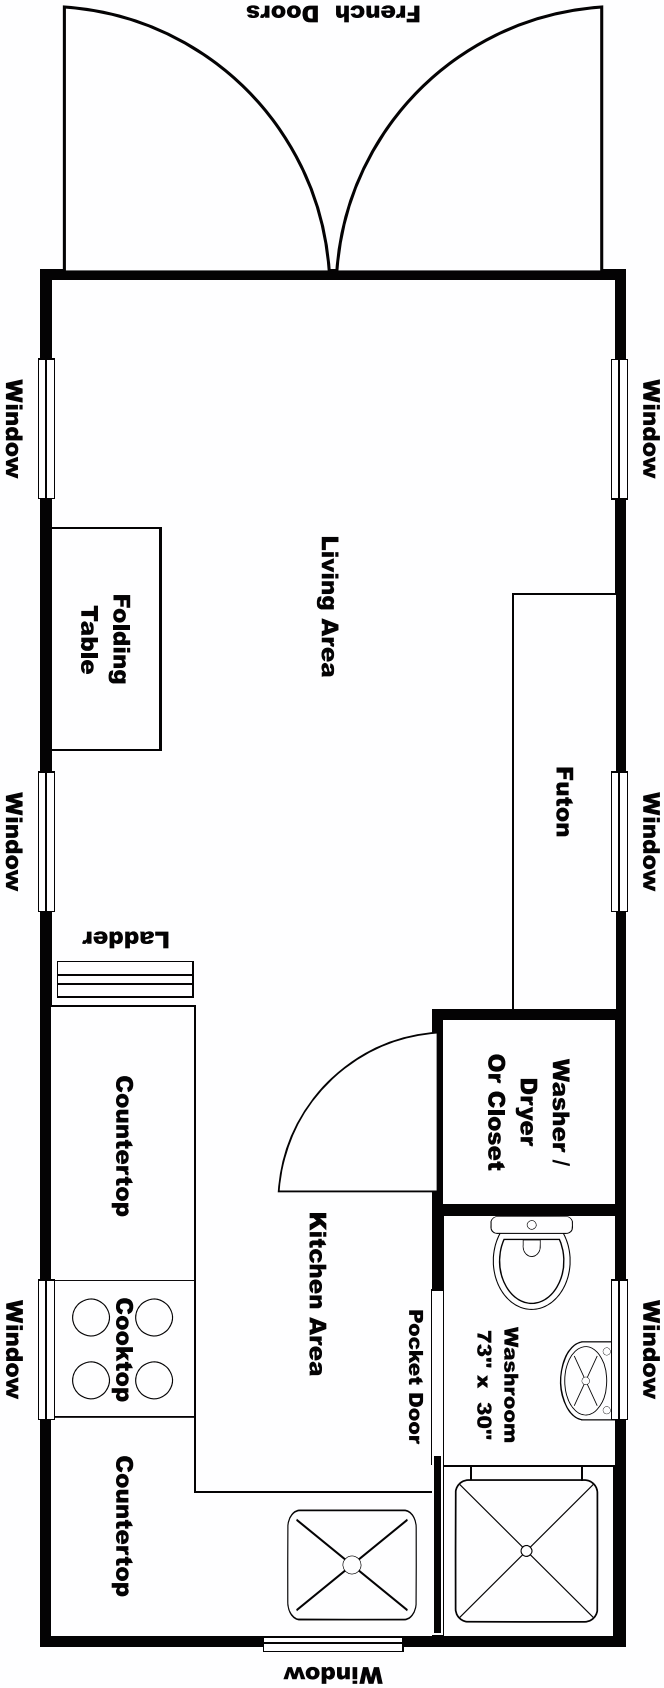 French Doors
Window
Window
Living Area
Folding
Table
Futon
Window
Window
Ladder
Washer /
Dryer
Or Closet
Countertop
Kitchen Area
Cooktop
Pocket Door
Washroom
73" x 30"
Window
Window
Countertop
Window